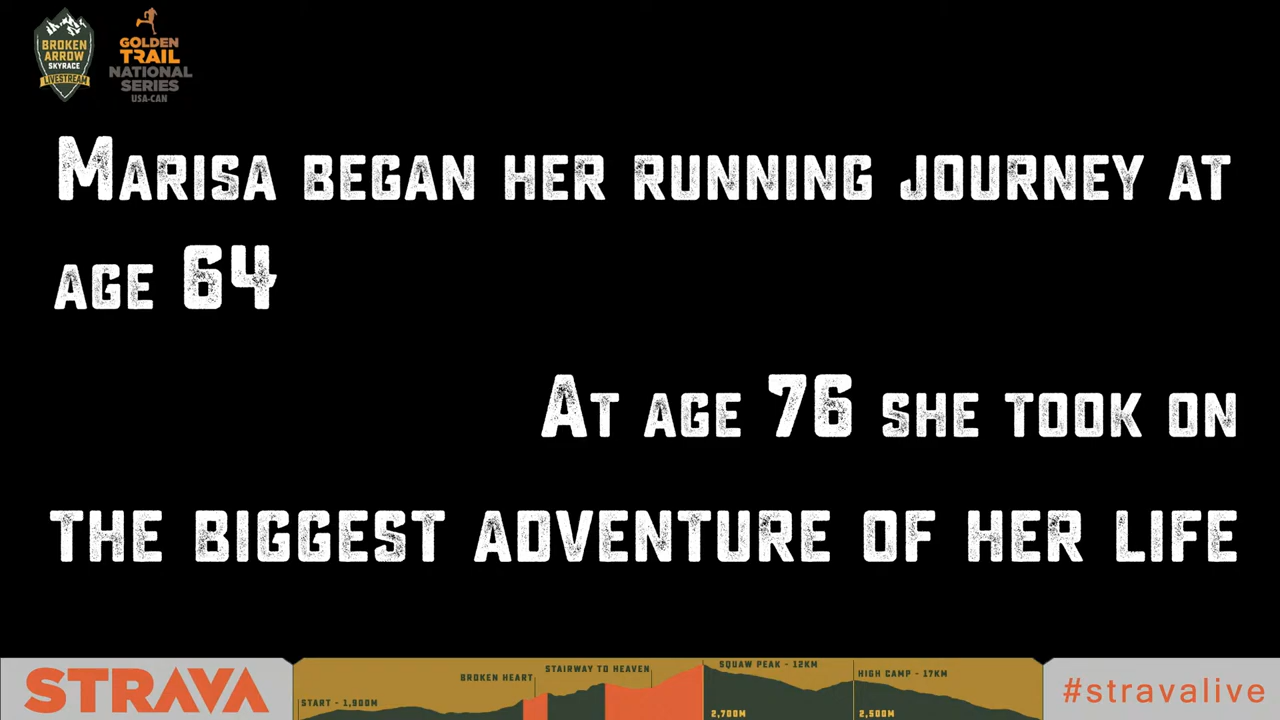 BROKEN
ARROW
SKYRACE
LIVESTREAM
GOLDEN
TRAIL
NATIONAL
SERIES
USA-CAN
MARISA BEGAN HER RUNNING JOURNEY AT
AGE 64
AT AGE 76 SHE TOOK ON
THE BIGGEST ADVENTURE OF HER LIFE
STRAVA
START - 1,900M
BROKEN HEART
STAIRWAY TO HEAVEN
SQUAW PEAK - 12KM
2,700M
HIGH CAMP - 17KM
2,500M
#stravalive